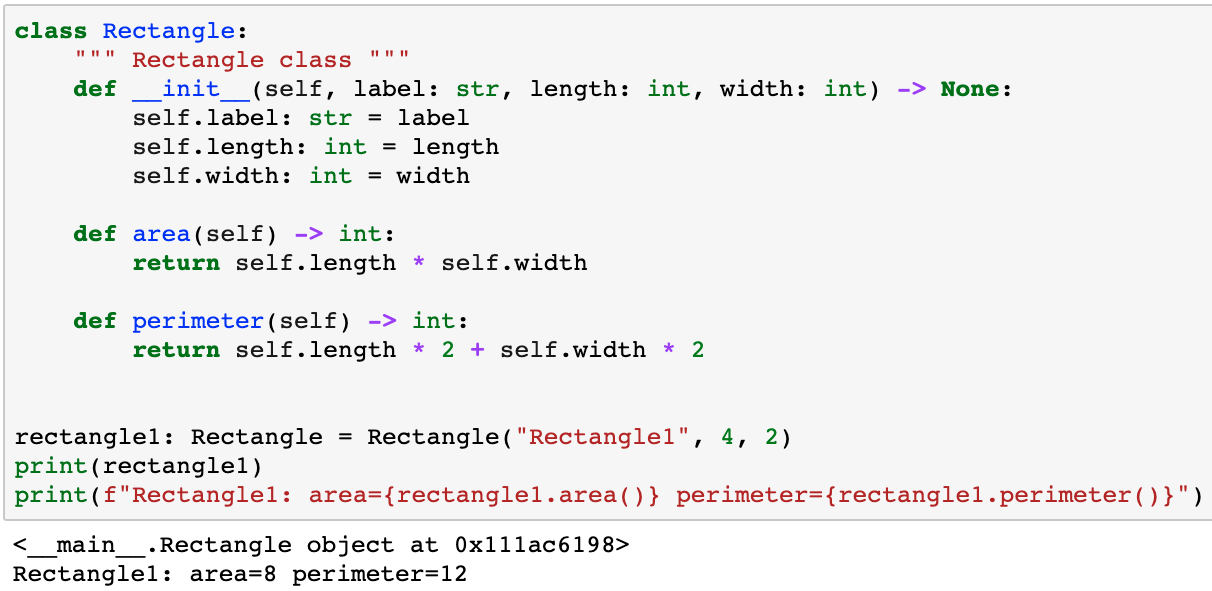 class Rectangle:
    """ Rectangle class """
    def __init__(self, label: str, length: int, width: int) -> None:
        self.label: str = label
        self.length: int = length
        self.width: int = width

    def area(self) -> int:
        return self.length * self.width

    def perimeter(self) -> int:
        return self.length * 2 + self.width * 2


rectangle1: Rectangle = Rectangle("Rectangle1", 4, 2)
print(rectangle1)
print(f"Rectangle1: area={rectangle1.area()} perimeter={rectangle1.perimeter()}")
<__main__.Rectangle object at 0x111ac6198>
Rectangle1: area=8 perimeter=12